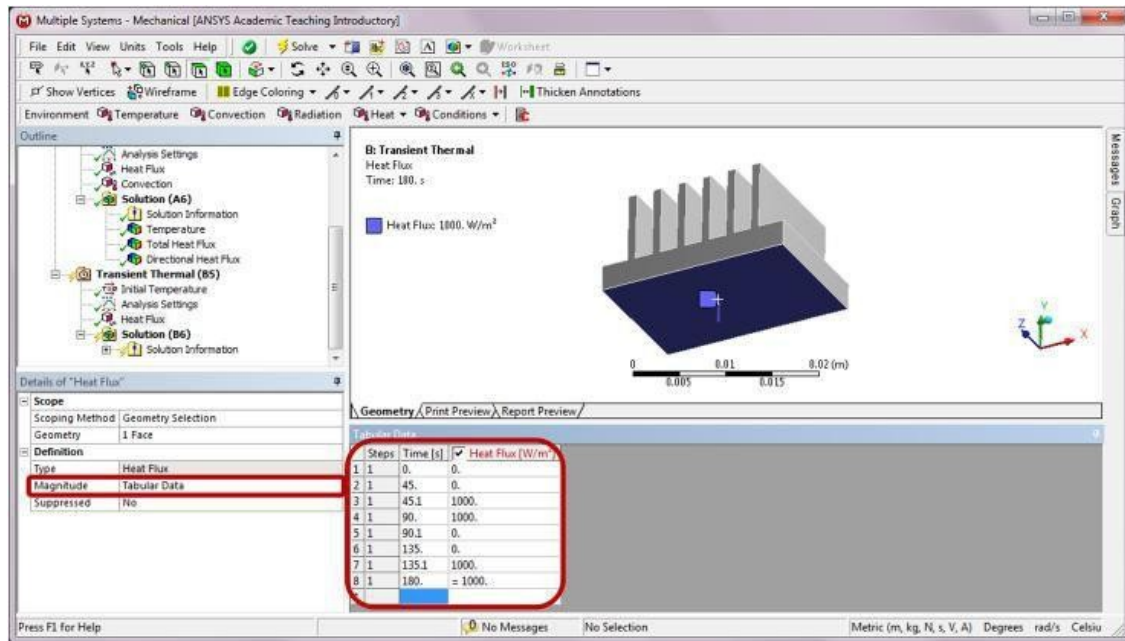 Multiple Systems - Mechanical [ANSYS Academic Teaching Introductory]
File Edit View Units Tools Help Solve Worksheet
Show Vertices Wireframe Edge Coloring Thicken Annotations
Environment Temperature Convection Radiation Heat Conditions
Outline
Analysis Settings
Heat Flux
Convection
Solution (A6)
Solution Information
Temperature
Total Heat Flux
Directional Heat Flux
Transient Thermal (B5)
Initial Temperature
Analysis Settings
Heat Flux
Solution (B6)
Solution Information
B: Transient Thermal
Heat Flux
Time: 180. s
Heat Flux: 1000. W/m²
Y
Z
X
0 0.01 0.02 (m)
0.005 0.015
Messages
Graph
Geometry Print Preview Report Preview
Details of "Heat Flux"
Scope
Scoping Method Geometry Selection
Geometry 1 Face
Definition
Type Heat Flux
Magnitude Tabular Data
Suppressed No
Tabular Data
Steps Time [s] Heat Flux [W/m²]
1 1 0. 0.
2 1 45. 0.
3 1 45.1 1000.
4 1 90. 1000.
5 1 90.1 0.
6 1 135. 0.
7 1 135.1 1000.
8 1 180. = 1000.
Press F1 for Help 0 No Messages No Selection Metric (m, kg, N, s, V, A) Degrees rad/s Celsiu